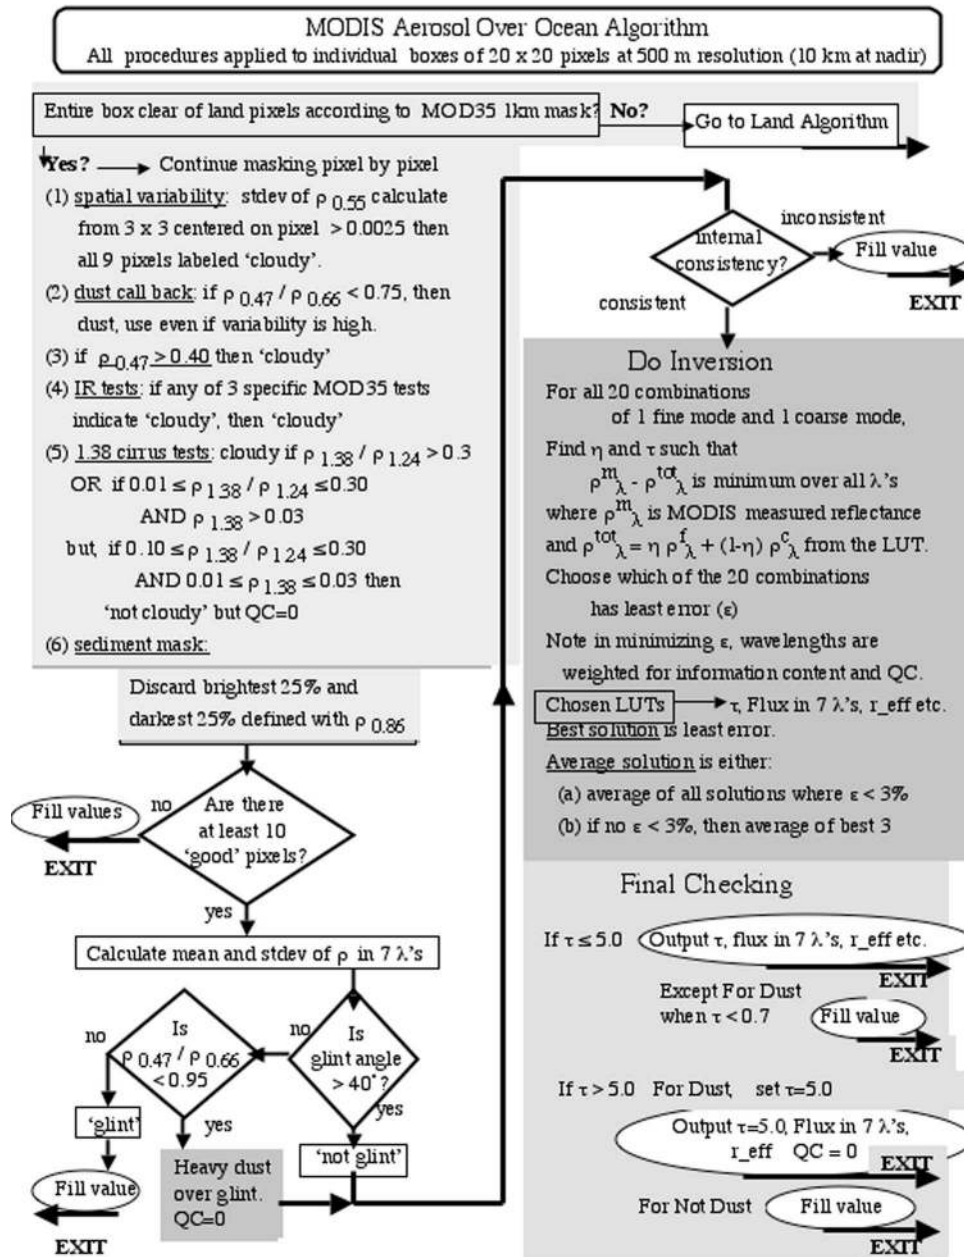 MODIS Aerosol Over Ocean Algorithm
All procedures applied to individual boxes of 20 x 20 pixels at 500 m resolution (10 km at nadir)
Entire box clear of land pixels according to MOD35 1km mask? No?
Go to Land Algorithm
Yes? Continue masking pixel by pixel
(1) spatial variability: stdev of ρ 0.55 calculate
from 3 x 3 centered on pixel > 0.0025 then
all 9 pixels labeled ‘cloudy’.
(2) dust call back: if ρ 0.47 / ρ 0.66 < 0.75, then
dust, use even if variability is high.
(3) if ρ 0.47 > 0.40 then ‘cloudy’
(4) IR tests: if any of 3 specific MOD35 tests
indicate ‘cloudy’, then ‘cloudy’
(5) 1.38 cirrus tests: cloudy if ρ 1.38 / ρ 1.24 > 0.3
OR if 0.01 ≤ ρ 1.38 / ρ 1.24 ≤ 0.30
AND ρ 1.38 > 0.03
but, if 0.10 ≤ ρ 1.38 / ρ 1.24 ≤ 0.30
AND 0.01 ≤ ρ 1.38 ≤ 0.03 then
‘not cloudy’ but QC=0
(6) sediment mask:
Discard brightest 25% and
darkest 25% defined with ρ 0.86
Are there
at least 10
‘good’ pixels?
no
Fill values
EXIT
yes
Calculate mean and stdev of ρ in 7 λ’s
Is
glint angle
> 40˚?
no
Is
ρ 0.47 / ρ 0.66
< 0.95
no
‘glint’
Fill value
EXIT
yes
Heavy dust
over glint.
QC=0
yes
‘not glint’
internal
consistency?
inconsistent
Fill value
EXIT
consistent
Do Inversion
For all 20 combinations
of 1 fine mode and 1 coarse mode,
Find η and τ such that
ρ^m_λ - ρ^tot_λ is minimum over all λ’s
where ρ^m_λ is MODIS measured reflectance
and ρ^tot_λ = η ρ^f_λ + (1-η) ρ^c_λ from the LUT.
Choose which of the 20 combinations
has least error (ε)
Note in minimizing ε, wavelengths are
weighted for information content and QC.
Chosen LUTs τ, Flux in 7 λ’s, r_eff etc.
Best solution is least error.
Average solution is either:
(a) average of all solutions where ε < 3%
(b) if no ε < 3%, then average of best 3
Final Checking
If τ ≤ 5.0 Output τ, flux in 7 λ’s, r_eff etc.
EXIT
Except For Dust
when τ < 0.7
Fill value
EXIT
If τ > 5.0 For Dust, set τ=5.0
Output τ=5.0, Flux in 7 λ’s,
r_eff QC = 0
EXIT
For Not Dust Fill value
EXIT